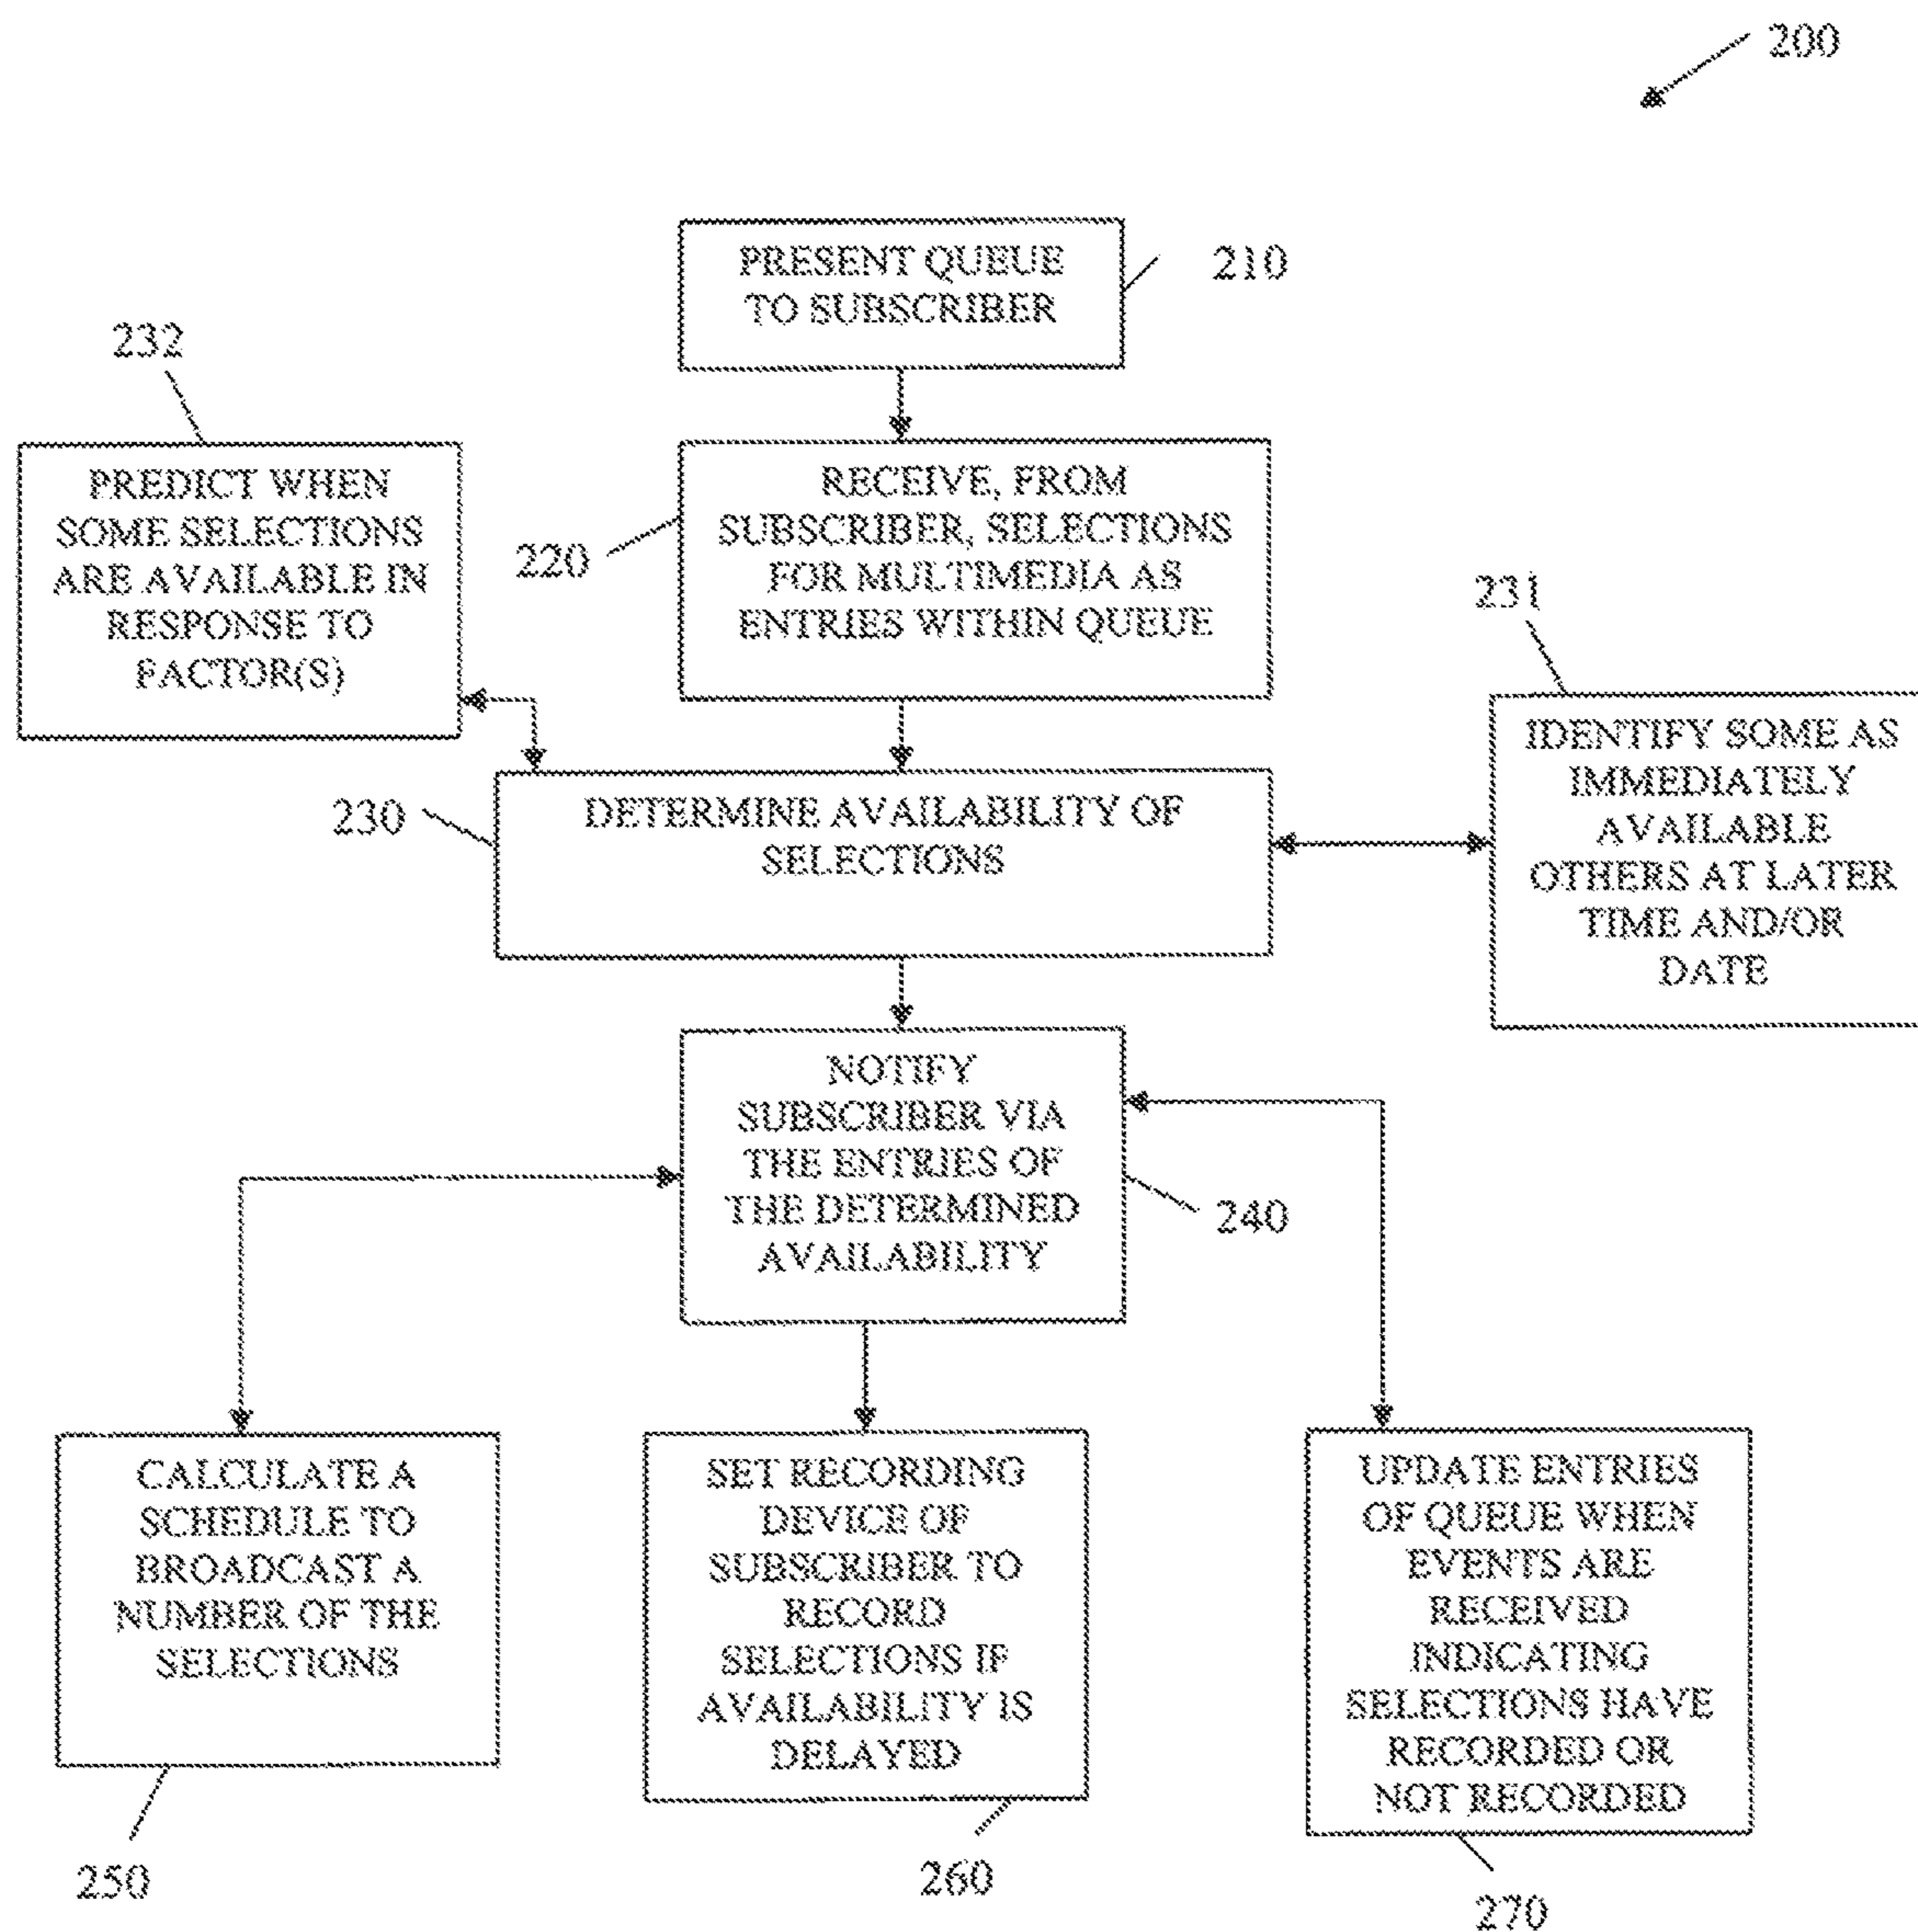 200
PRESENT QUEUE
TO SUBSCRIBER
210
232
PREDICT WHEN
SOME SELECTIONS
ARE AVAILABLE IN
RESPONSE TO
FACTOR(S)
RECEIVE, FROM
SUBSCRIBER, SELECTIONS
FOR MULTIMEDIA AS
ENTRIES WITHIN QUEUE
220
231
IDENTIFY SOME AS
IMMEDIATELY
AVAILABLE
OTHERS AT LATER
TIME AND/OR
DATE
230
DETERMINE AVAILABILITY OF
SELECTIONS
NOTIFY
SUBSCRIBER VIA
THE ENTRIES OF
THE DETERMINED
AVAILABILITY
240
CALCULATE A
SCHEDULE TO
BROADCAST A
NUMBER OF THE
SELECTIONS
250
SET RECORDING
DEVICE OF
SUBSCRIBER TO
RECORD
SELECTIONS IF
AVAILABILITY IS
DELAYED
260
UPDATE ENTRIES
OF QUEUE WHEN
EVENTS ARE
RECEIVED
INDICATING
SELECTIONS HAVE
RECORDED OR
NOT RECORDED
270